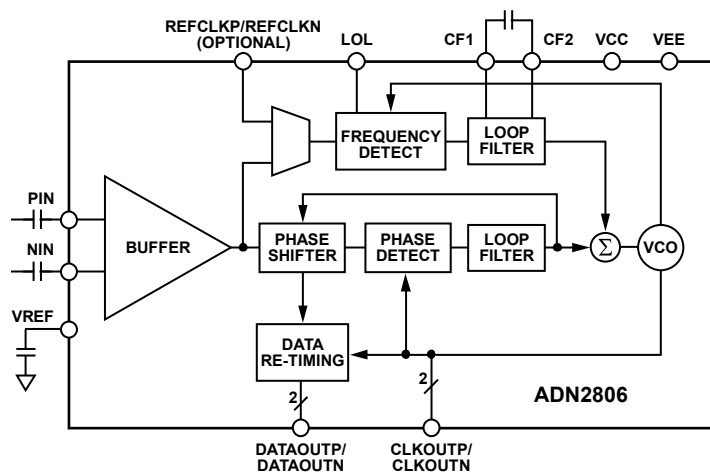 REFCLKP/REFCLKN
(OPTIONAL)
LOL
CF1
CF2
VCC
VEE
FREQUENCY
DETECT
LOOP
FILTER
PIN
BUFFER
PHASE
SHIFTER
PHASE
DETECT
LOOP
FILTER
Σ
VCO
NIN
VREF
DATA
RE-TIMING
2
2
ADN2806
DATAOUTP/
DATAOUTN
CLKOUTP/
CLKOUTN